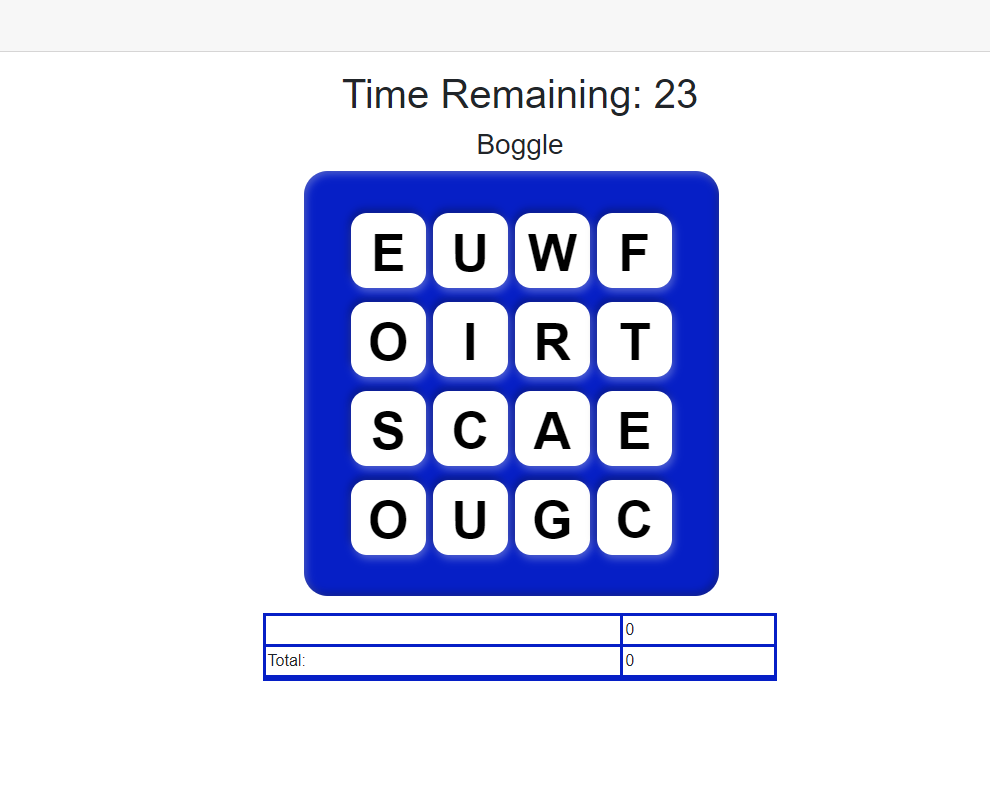 Time Remaining: 23
Boggle
E U W F
O I R T
S C A E
O U G C
0
Total: 0